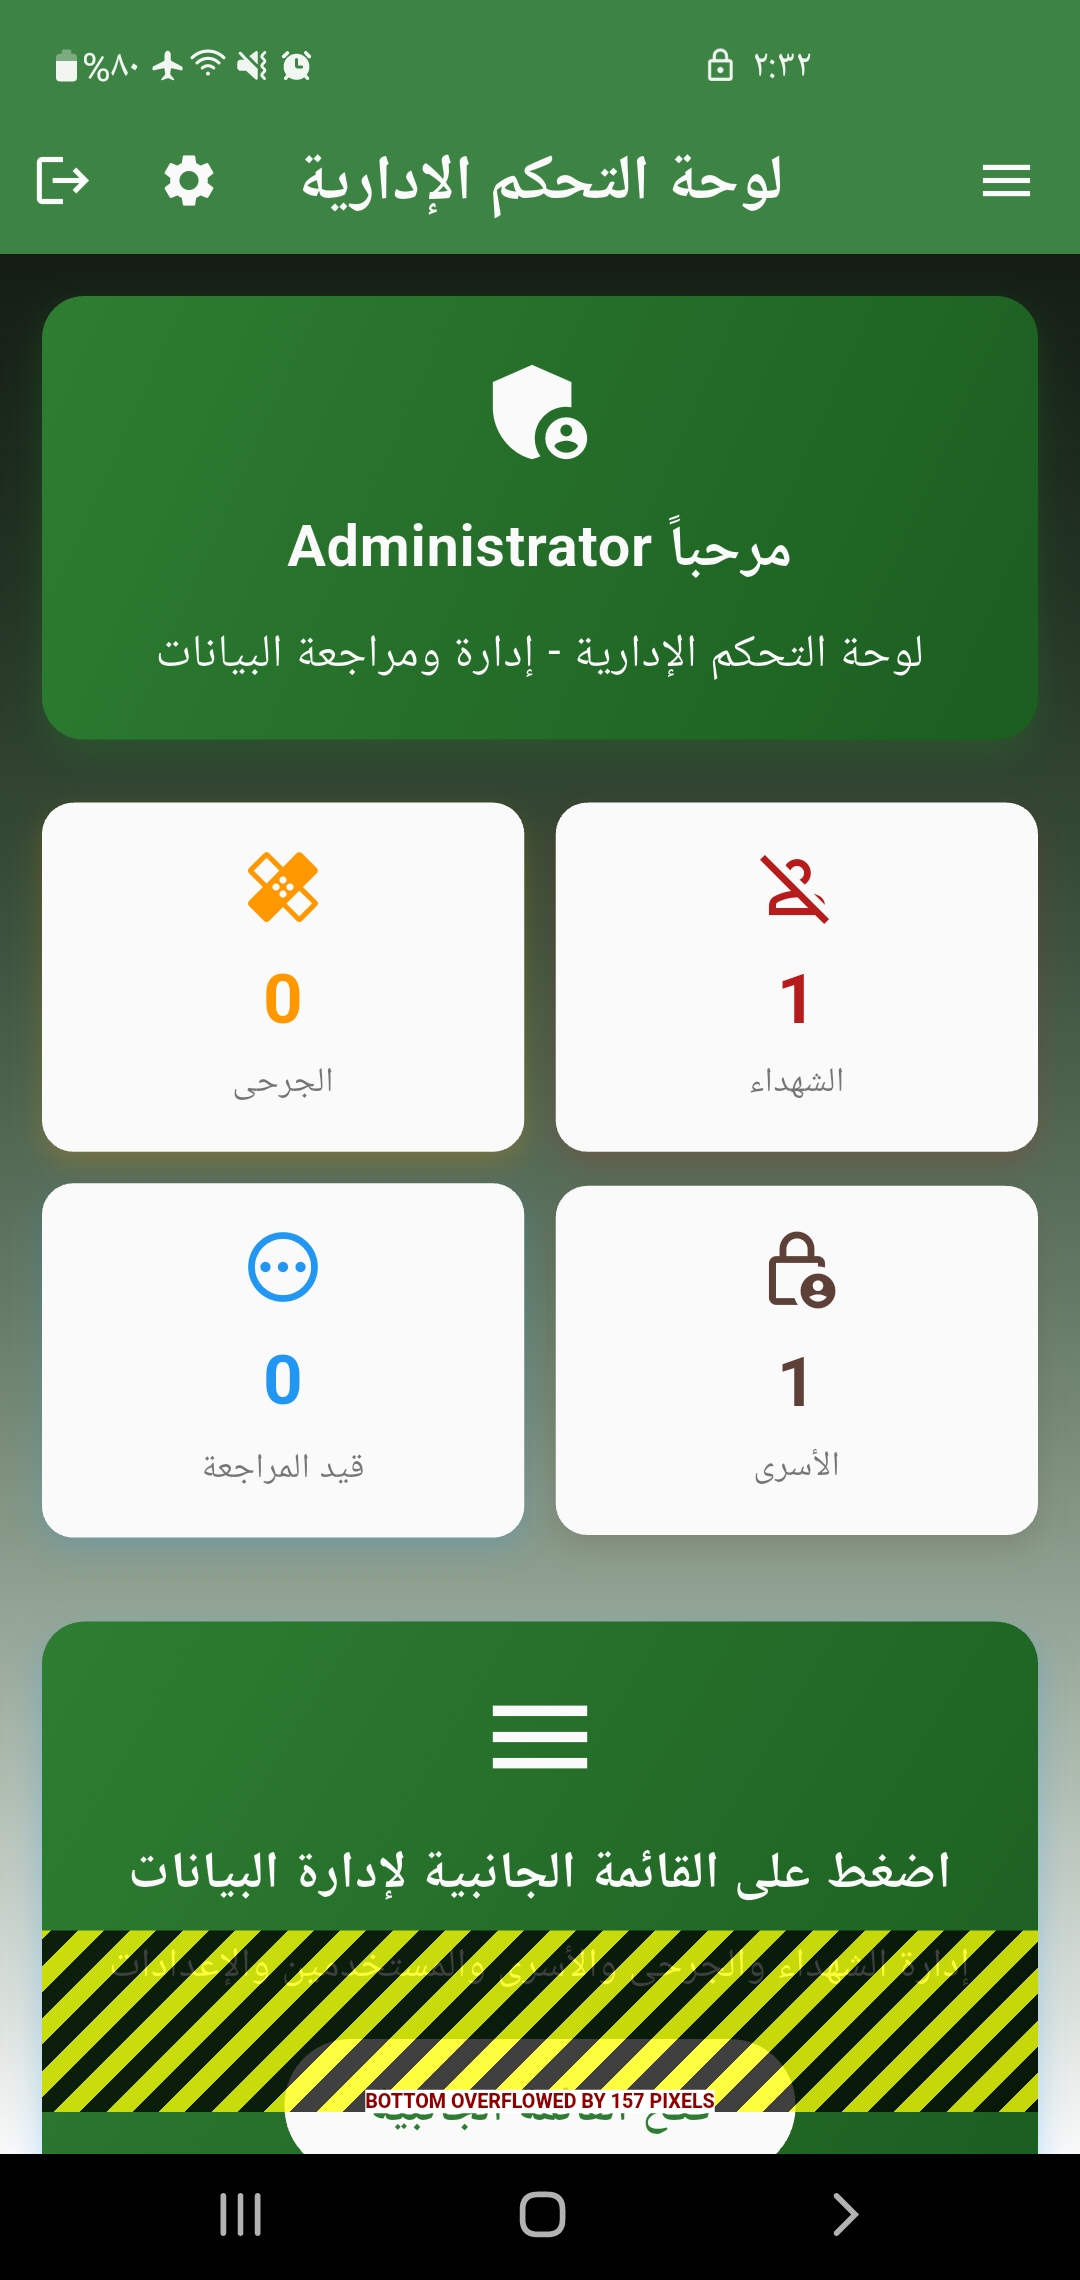 ٢:٣٢
%٨٠
لوحة التحكم الإدارية
مرحباً Administrator
لوحة التحكم الإدارية - إدارة ومراجعة البيانات
1
الشهداء
0
الجرحى
1
الأسرى
0
قيد المراجعة
اضغط على القائمة الجانبية لإدارة البيانات
إدارة الشهداء والجرحى والأسرى والمستخدمين والإعدادات
BOTTOM OVERFLOWED BY 157 PIXELS